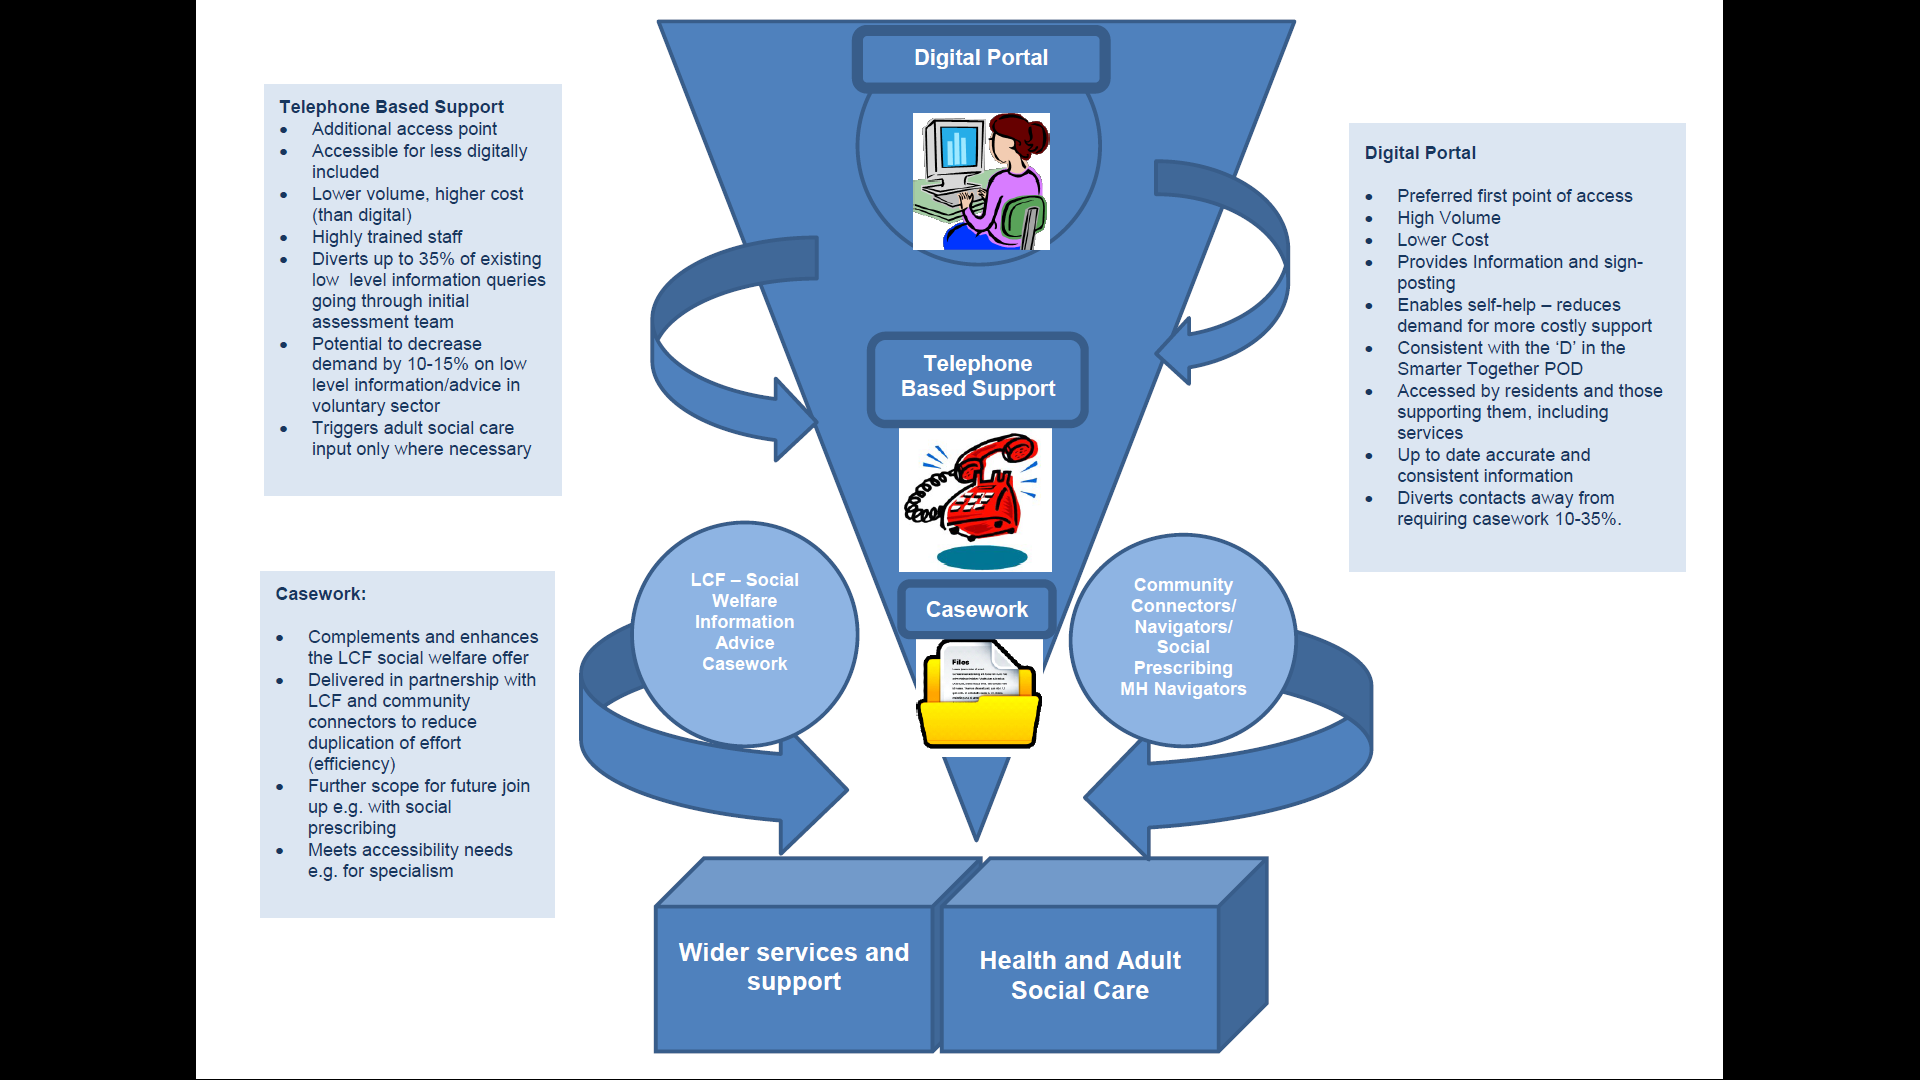 Digital Portal
Telephone Based Support
• Additional access point
• Accessible for less digitally
included
• Lower volume, higher cost
(than digital)
• Highly trained staff
• Diverts up to 35% of existing
low  level information queries
going through initial
assessment team
• Potential to decrease
demand by 10-15% on low
level information/advice in
voluntary sector
• Triggers adult social care
input only where necessary
Digital Portal
• Preferred first point of access
• High Volume
• Lower Cost
• Provides Information and sign-
posting
• Enables self-help – reduces
demand for more costly support
• Consistent with the ‘D’ in the
Smarter Together POD
• Accessed by residents and those
supporting them, including
services
• Up to date accurate and
consistent information
• Diverts contacts away from
requiring casework 10-35%.
Telephone
Based Support
Casework:
• Complements and enhances
the LCF social welfare offer
• Delivered in partnership with
LCF and community
connectors to reduce
duplication of effort
(efficiency)
• Further scope for future join
up e.g. with social
prescribing
• Meets accessibility needs
e.g. for specialism
LCF – Social
Welfare
Information
Advice
Casework
Casework
Files
Community
Connectors/
Navigators/
Social
Prescribing
MH Navigators
Wider services and
support
Health and Adult
Social Care